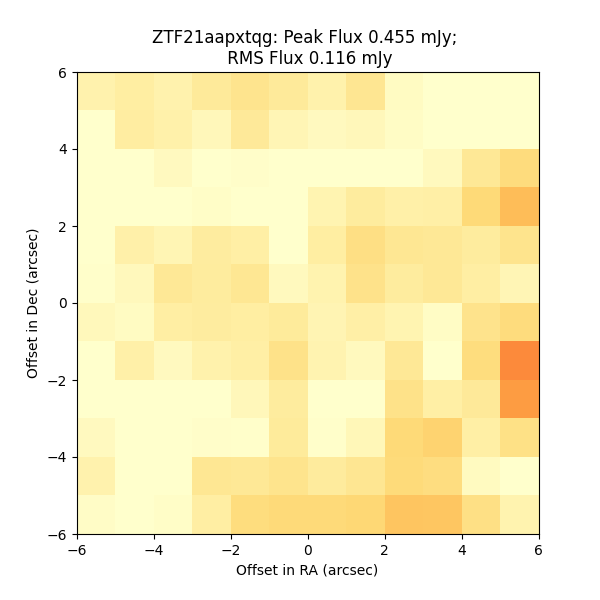 ZTF21aapxtqg: Peak Flux 0.455 mJy;
RMS Flux 0.116 mJy
6
4
2
0
−2
−4
−6
Offset in Dec (arcsec)
−6 −4 −2 0 2 4 6
Offset in RA (arcsec)